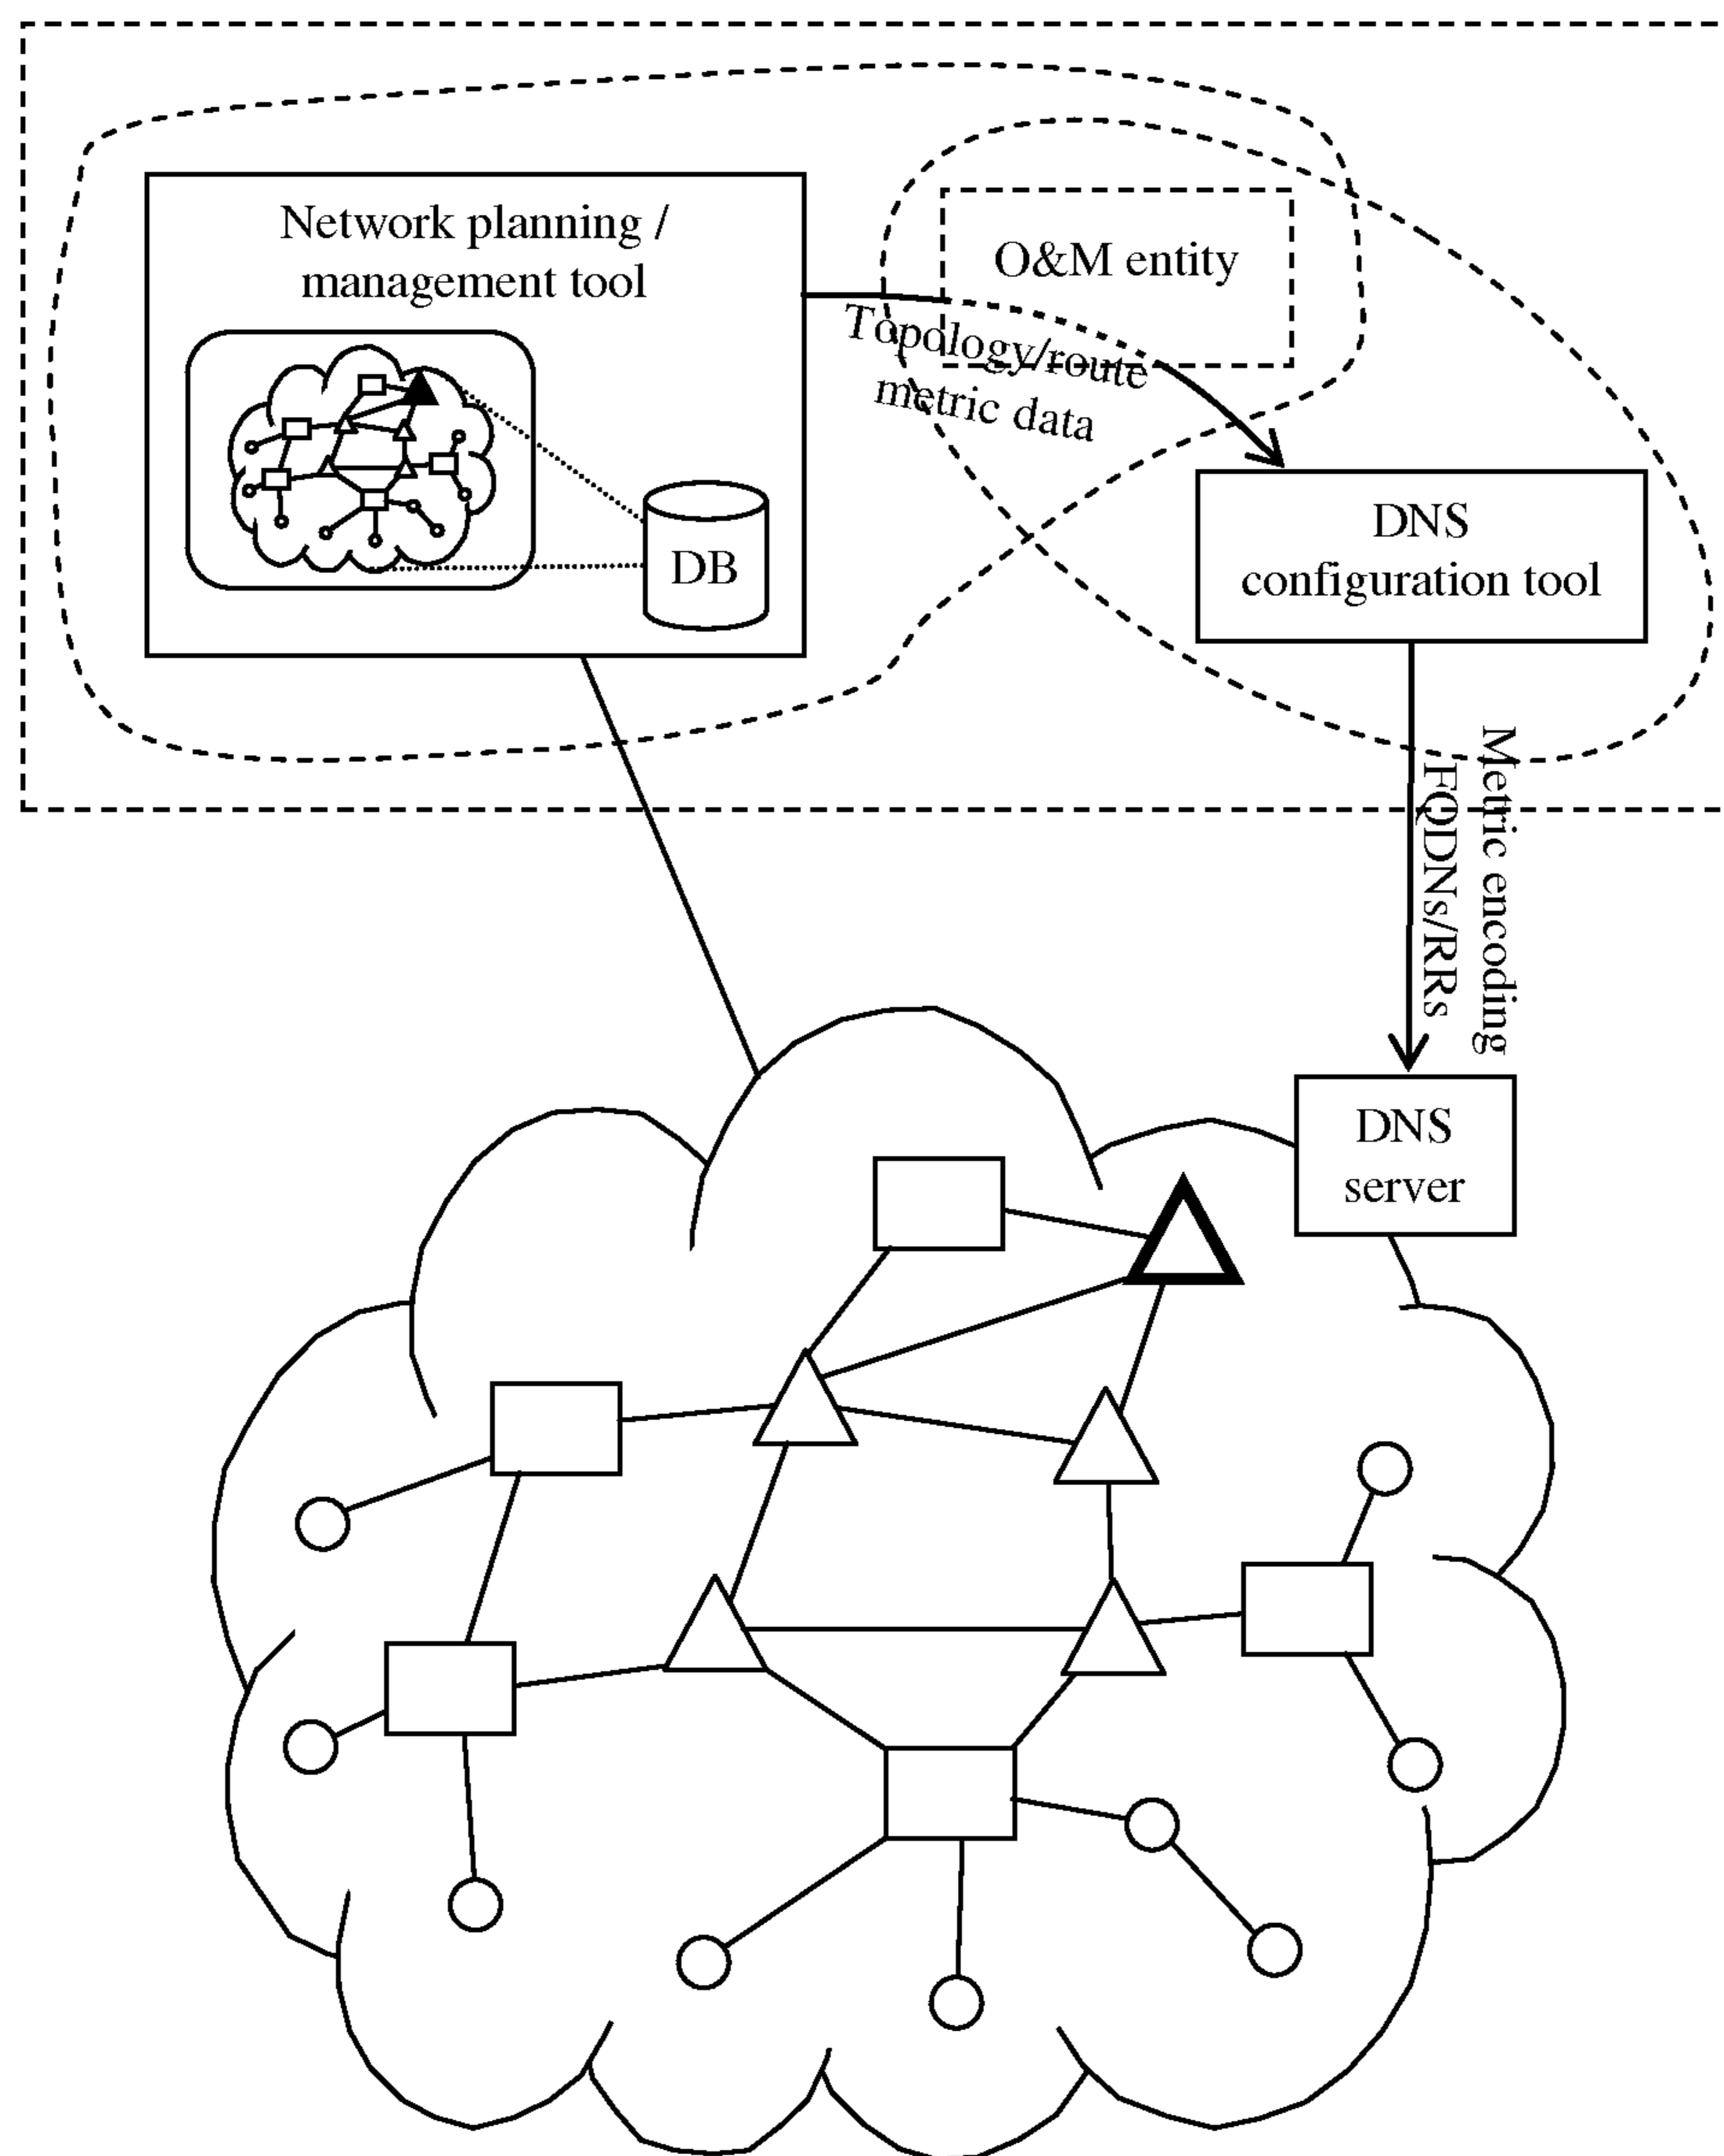 Network planning /
management tool
O&M entity
Topology/route
metric data
DB
DNS
configuration tool
Metric encoding
FQDNs/RRs
DNS
server